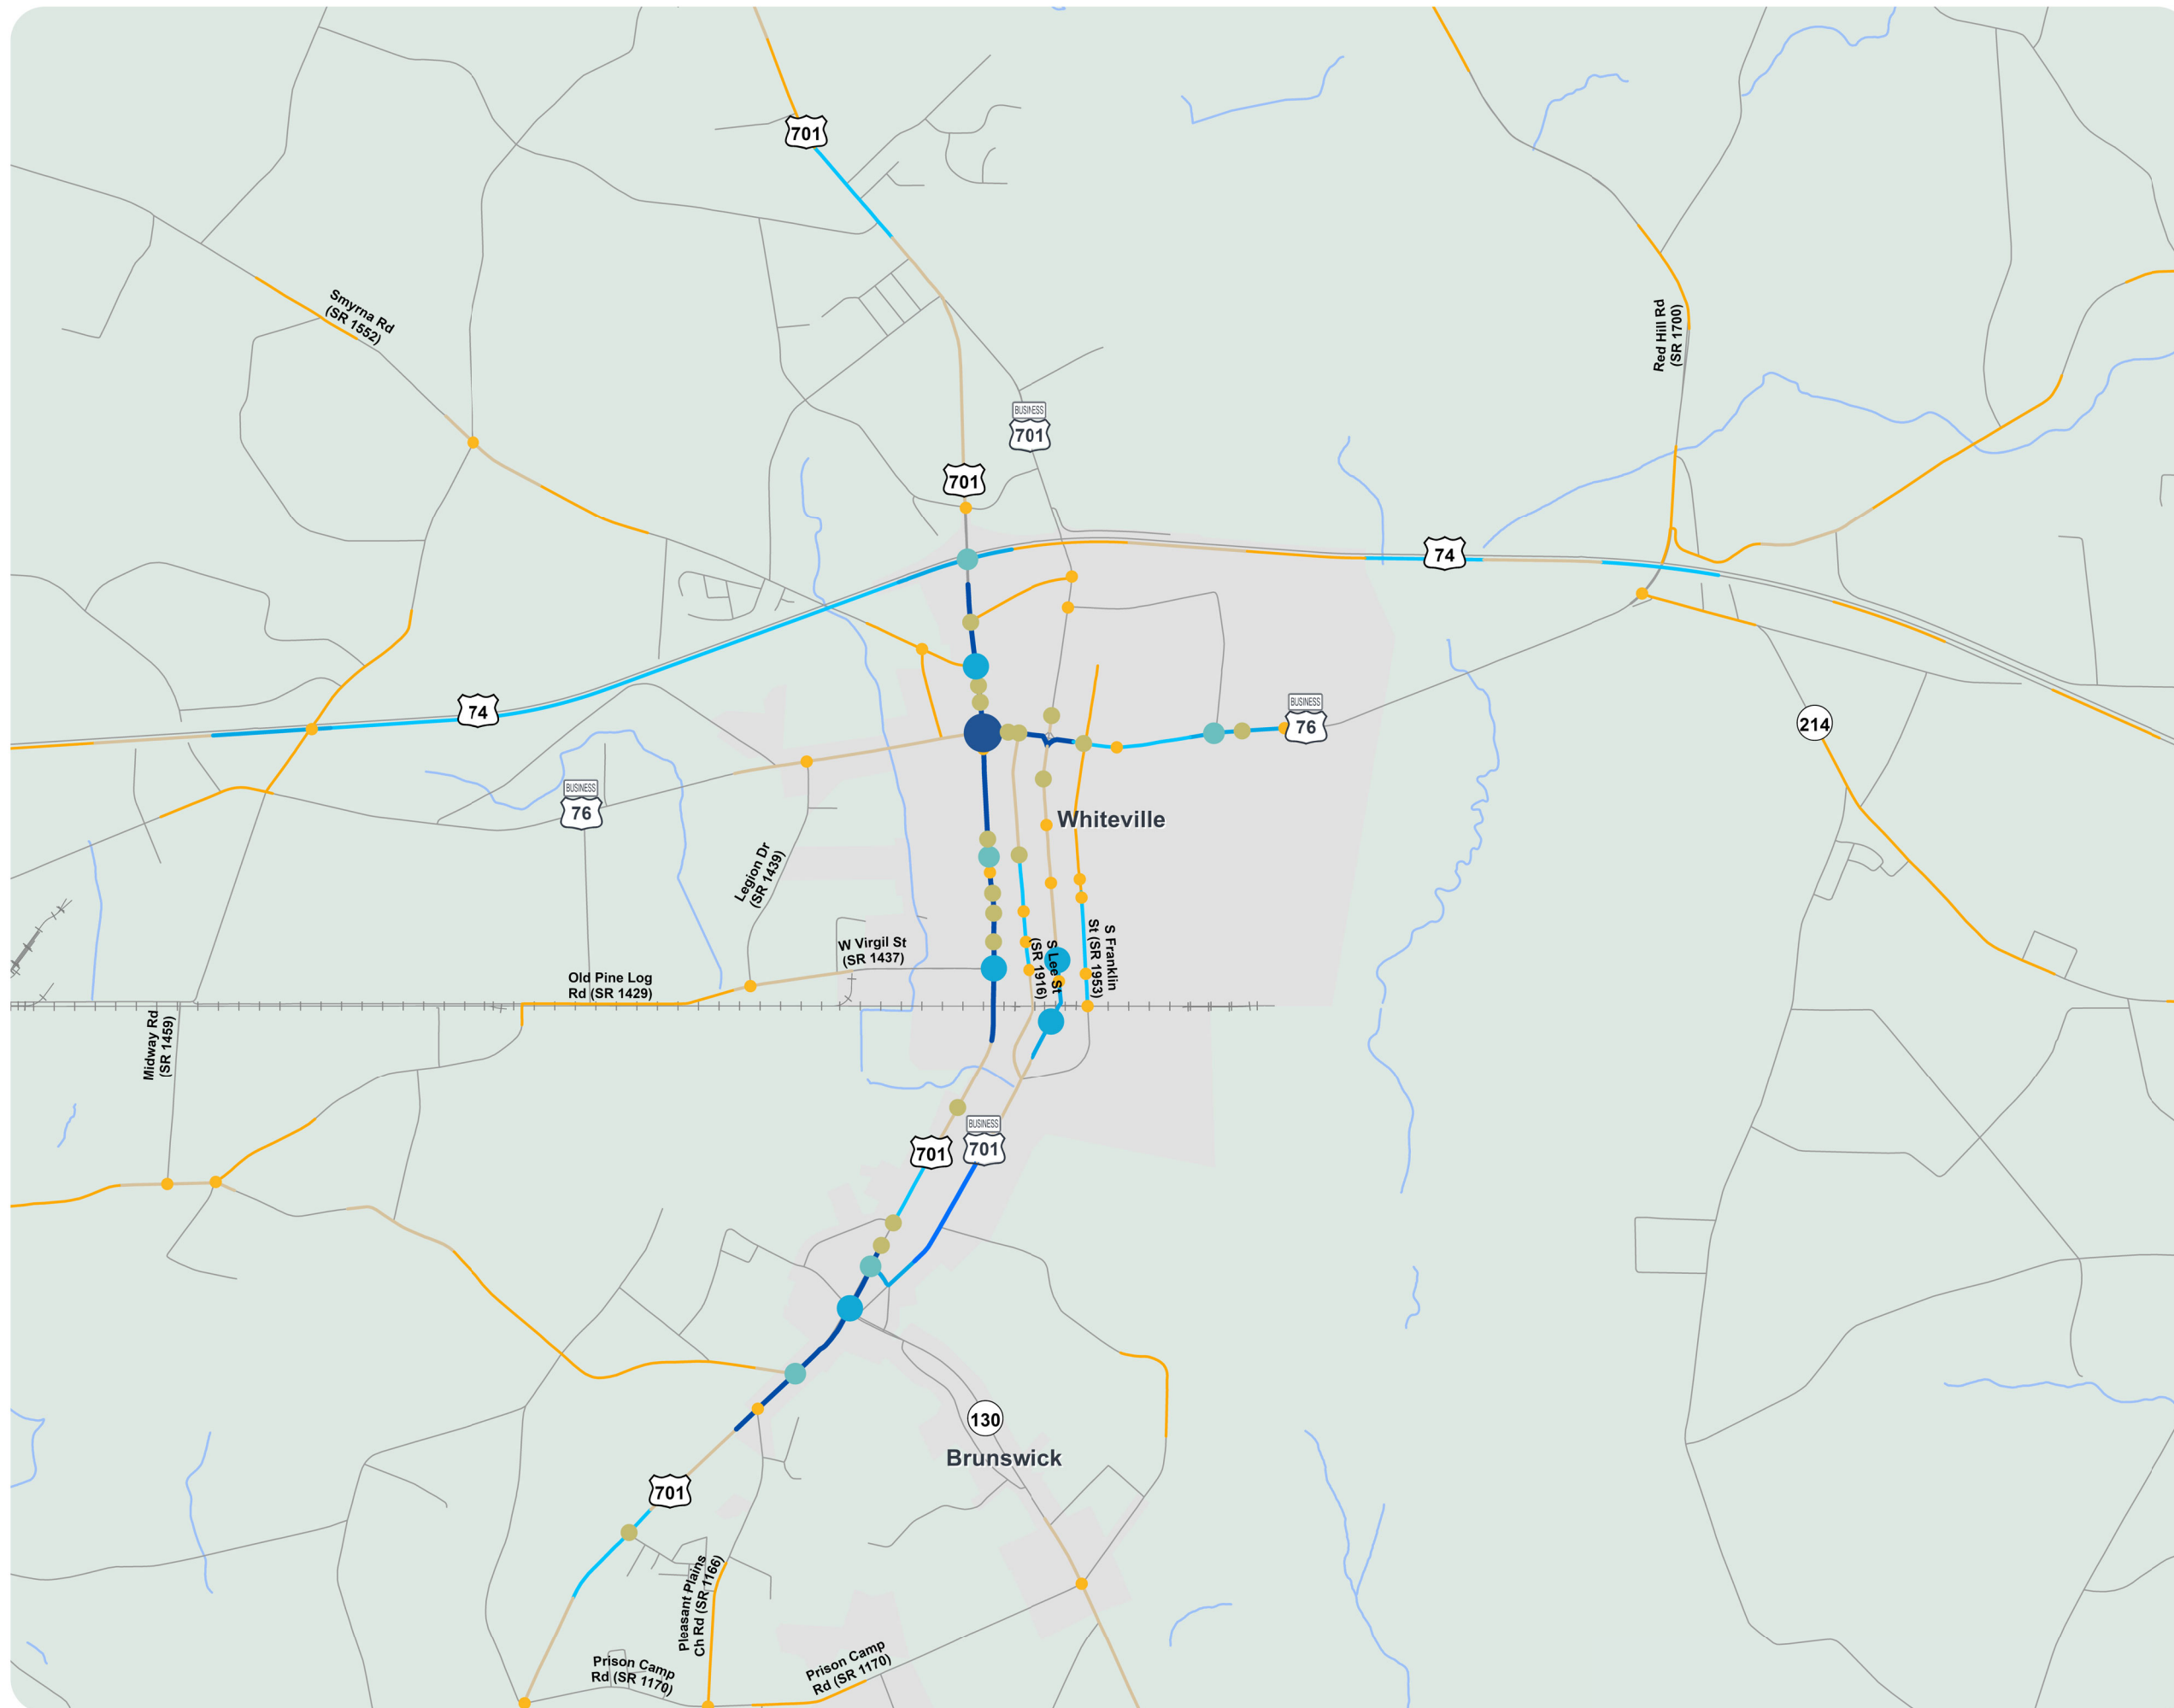 701
Smyrna Rd
(SR 1552)
Red Hill Rd
(SR 1700)
BUSINESS
701
701
74
74
BUSINESS
76
214
BUSINESS
76
Whiteville
Legion Dr
(SR 1439)
W Virgil St
(SR 1437)
S Lee St
(SR 1916)
S Franklin
St (SR 1953)
Old Pine Log
Rd (SR 1429)
Midway Rd
(SR 1459)
701
BUSINESS
701
130
Brunswick
701
Pleasant Plains
Ch Rd (SR 1166)
Prison Camp
Rd (SR 1170)
Prison Camp
Rd (SR 1170)